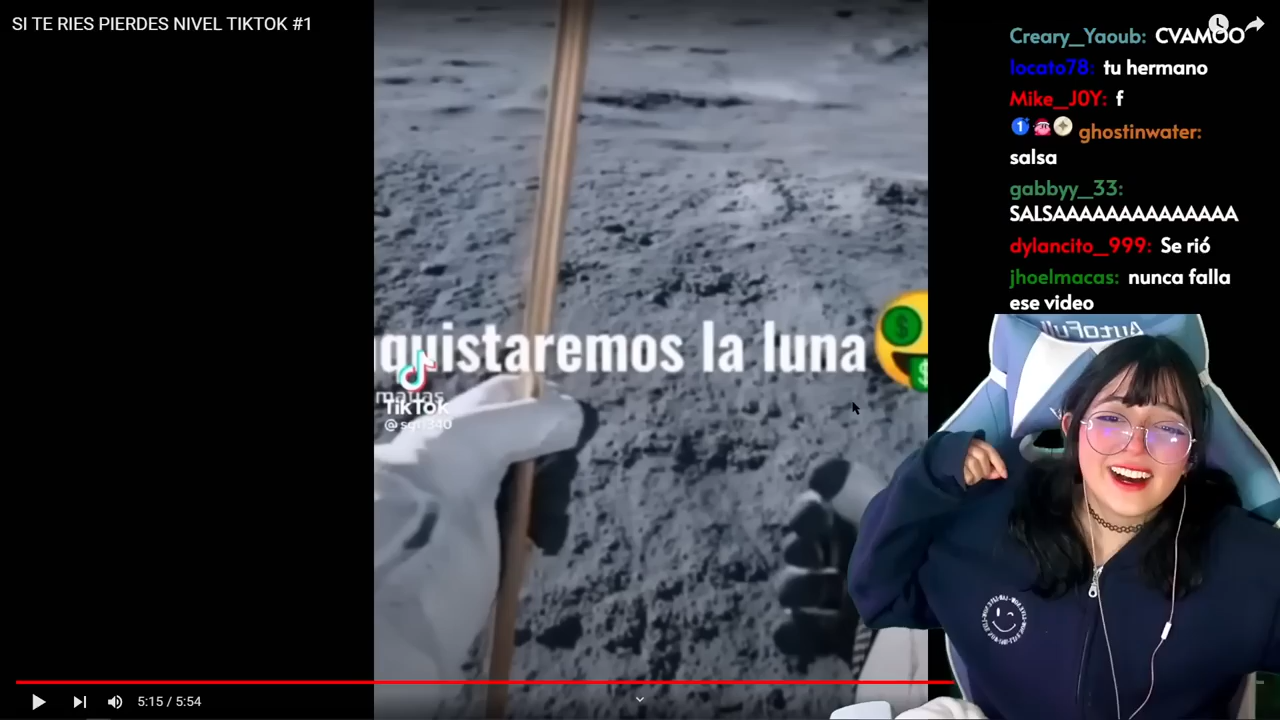 SI TE RIES PIERDES NIVEL TIKTOK #1
Creary_Yaoub: CVAMOO
locato78: tu hermano
Mike_J0Y: f
ghostinwater:
salsa
gabbyy_33:
SALSAAAAAAAAAAAAAA
dylancito_999: Se rió
jhoelmacas: nunca falla
ese video
quistaremos la luna
TikTok
AutoFull
5:15 / 5:54